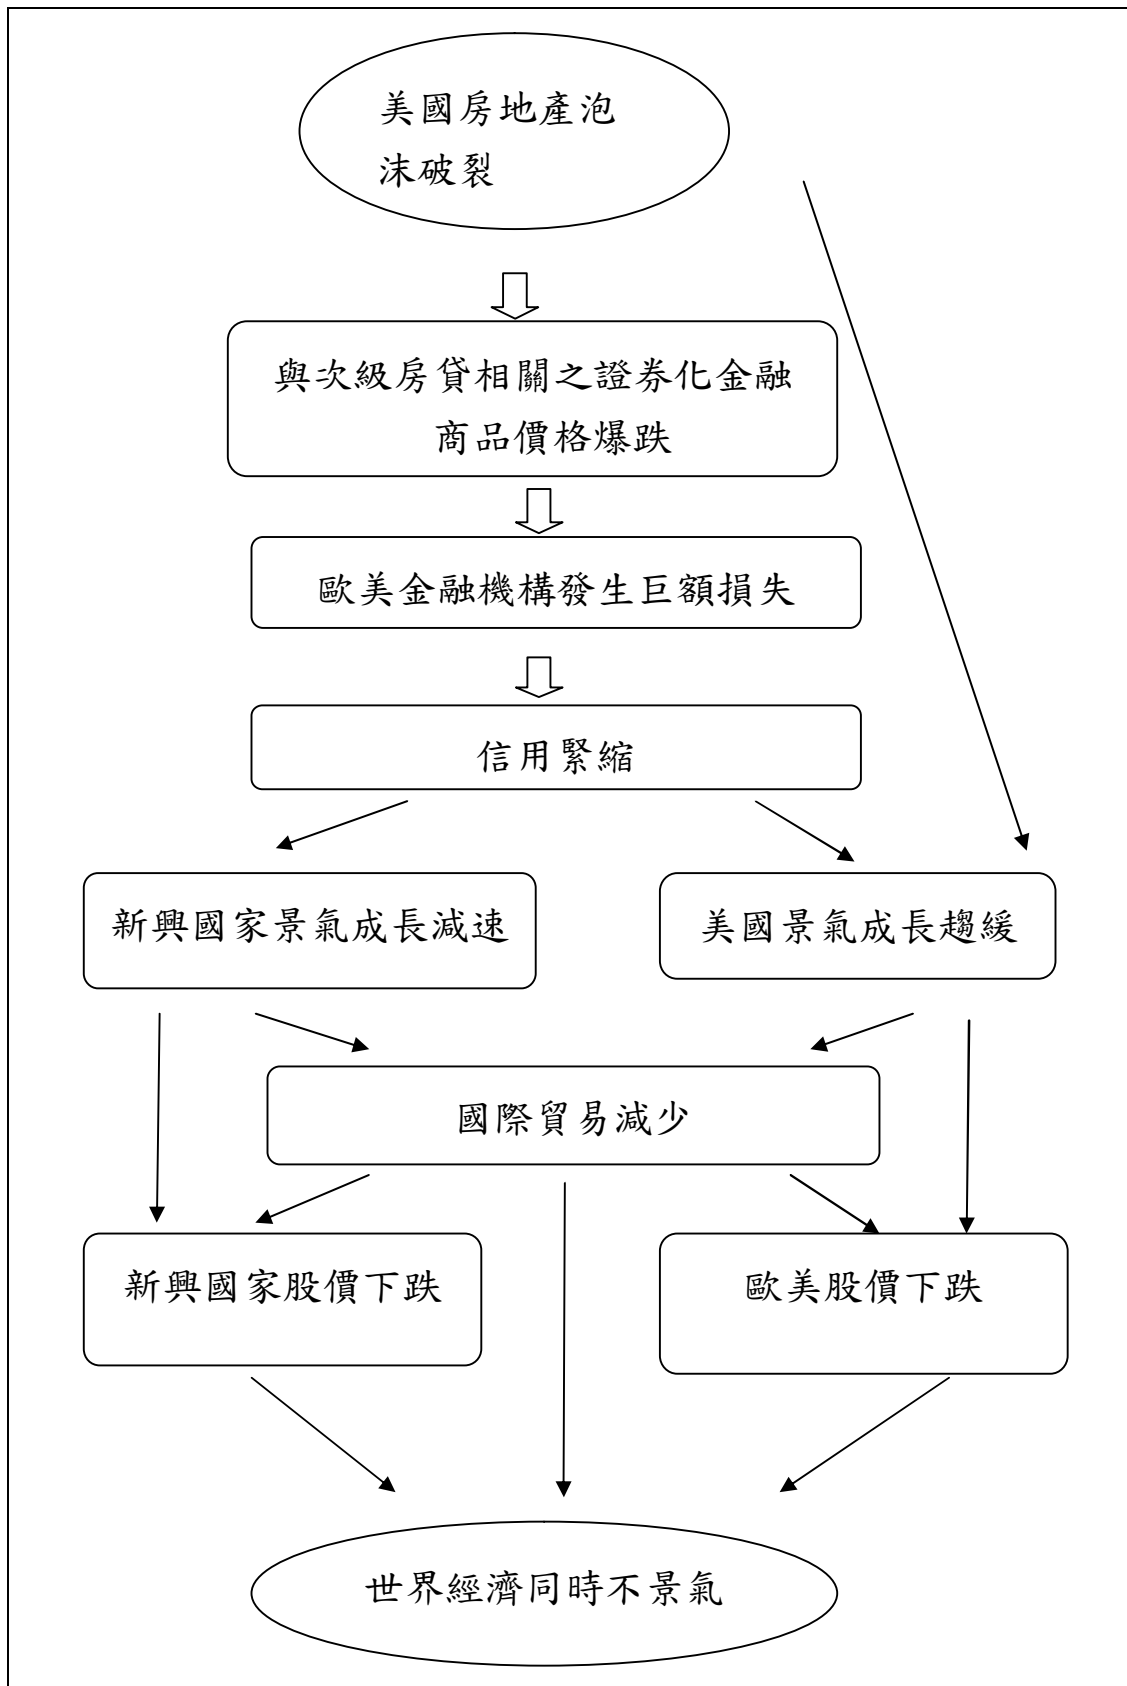 美國房地產泡
沫破裂
與次級房貸相關之證券化金融
商品價格爆跌
歐美金融機構發生巨額損失
信用緊縮
新興國家景氣成長減速
美國景氣成長趨緩
國際貿易減少
新興國家股價下跌
歐美股價下跌
世界經濟同時不景氣